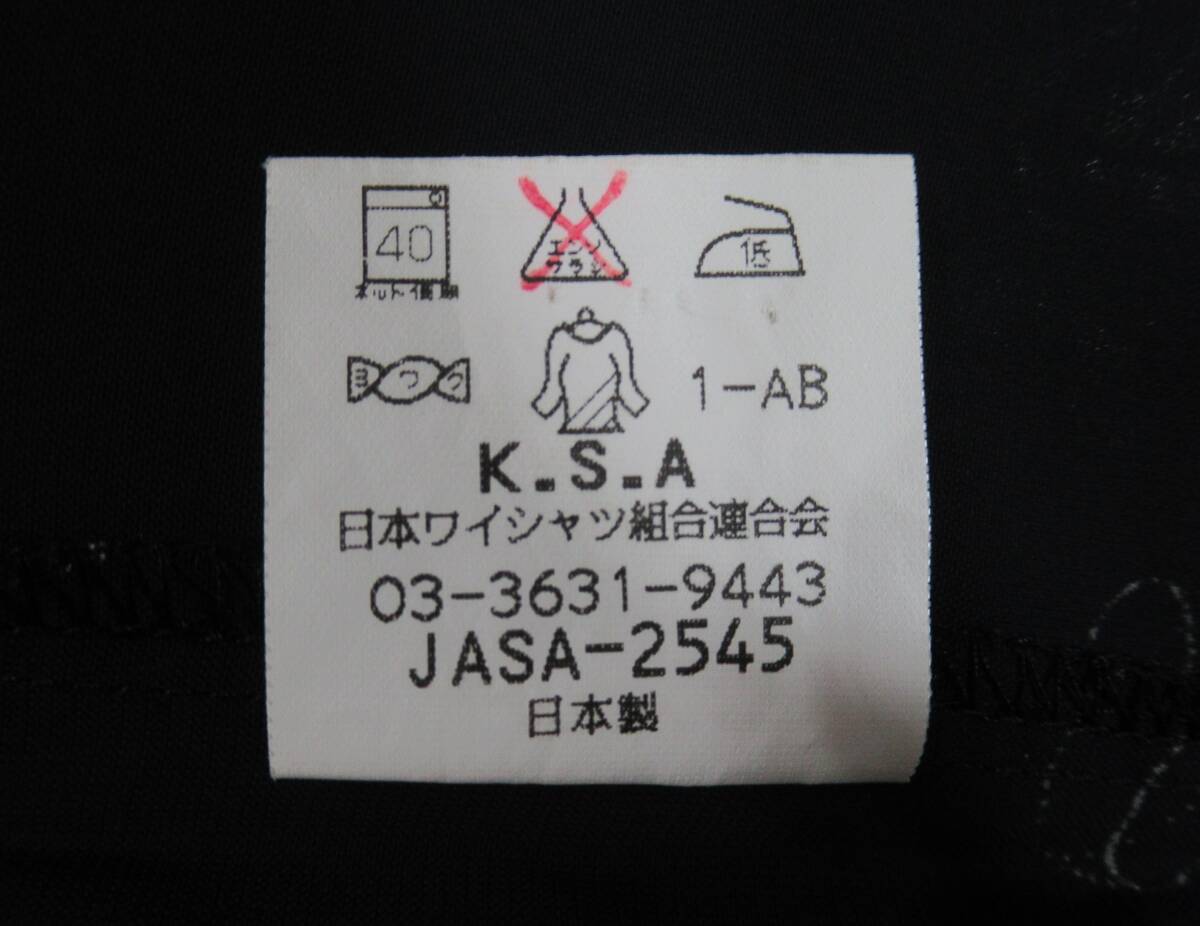 40
ネット使用
エンソ
フラシ
低
ヨワク
1-AB
K.S.A
日本ワイシャツ組合連合会
03-3631-9443
JASA-2545
日本製